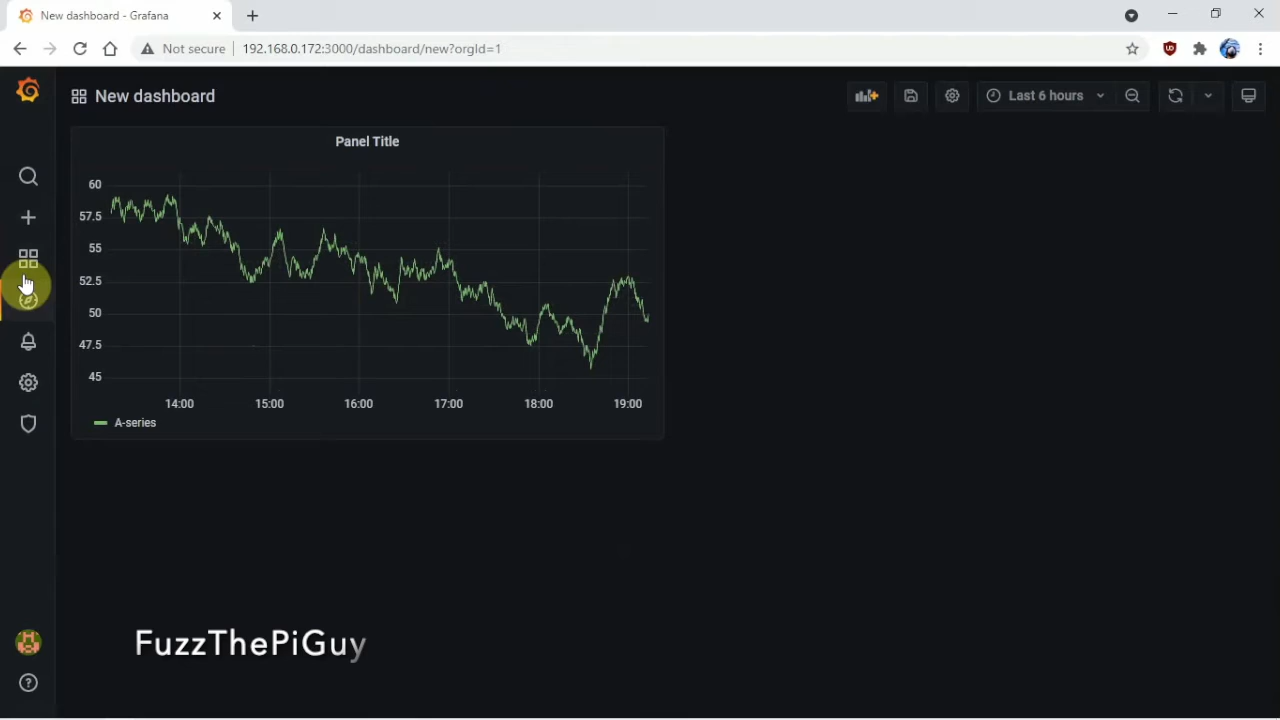 New dashboard - Grafana
Not secure
192.168.0.172:3000/dashboard/new?orgId=1
New dashboard
Last 6 hours
Panel Title
60
57.5
55
52.5
50
47.5
45
14:00 15:00 16:00 17:00 18:00 19:00
A-series
FuzzThePiGuy